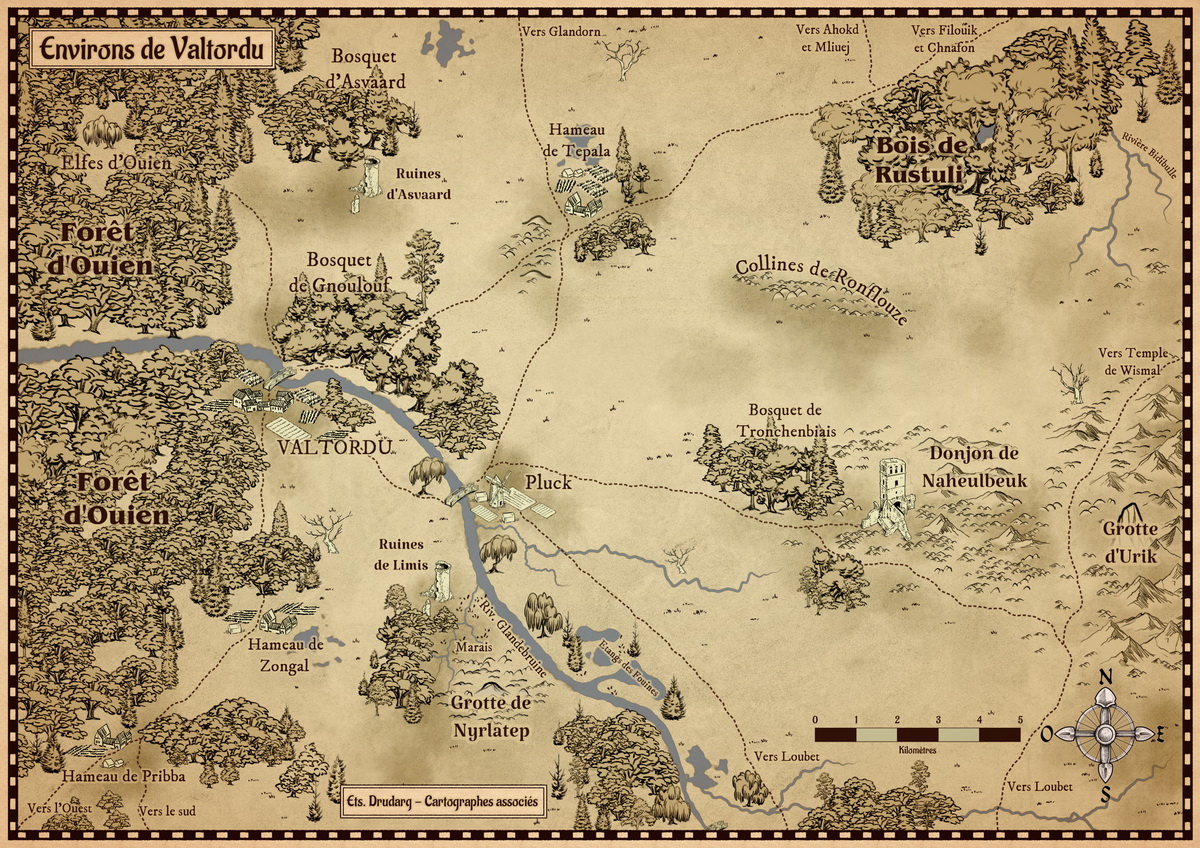 Environs de Valtordu
Bosquet
d'Asvaard
Vers Glandorn
Vers Ahokd
et Mliuej
Vers Filouik
et Chnafon
Elfes d'Ouien
Ruines
d'Asvaard
Hameau
de Tepala
Bois de
Rustuli
Rivière Bidibulle
Forêt
d'Ouien
Bosquet
de Gnoulouf
Collines de Ronflouze
Vers Temple
de Wismal
VALTORDU
Bosquet de
Tronchenbiais
Donjon de
Naheulbeuk
Forêt
d'Ouien
Pluck
Grotte
d'Urik
Ruines
de Limis
Riv. Glandebruine
Hameau de
Zongal
Marais
Etangs des Fouines
Grotte de
Nyrlatep
N
O
E
S
0 1 2 3 4 5
Kilomètres
Hameau de Pribba
Vers l'Ouest
Vers le sud
Ets. Drudarg – Cartographes associés
Vers Loubet
Vers Loubet